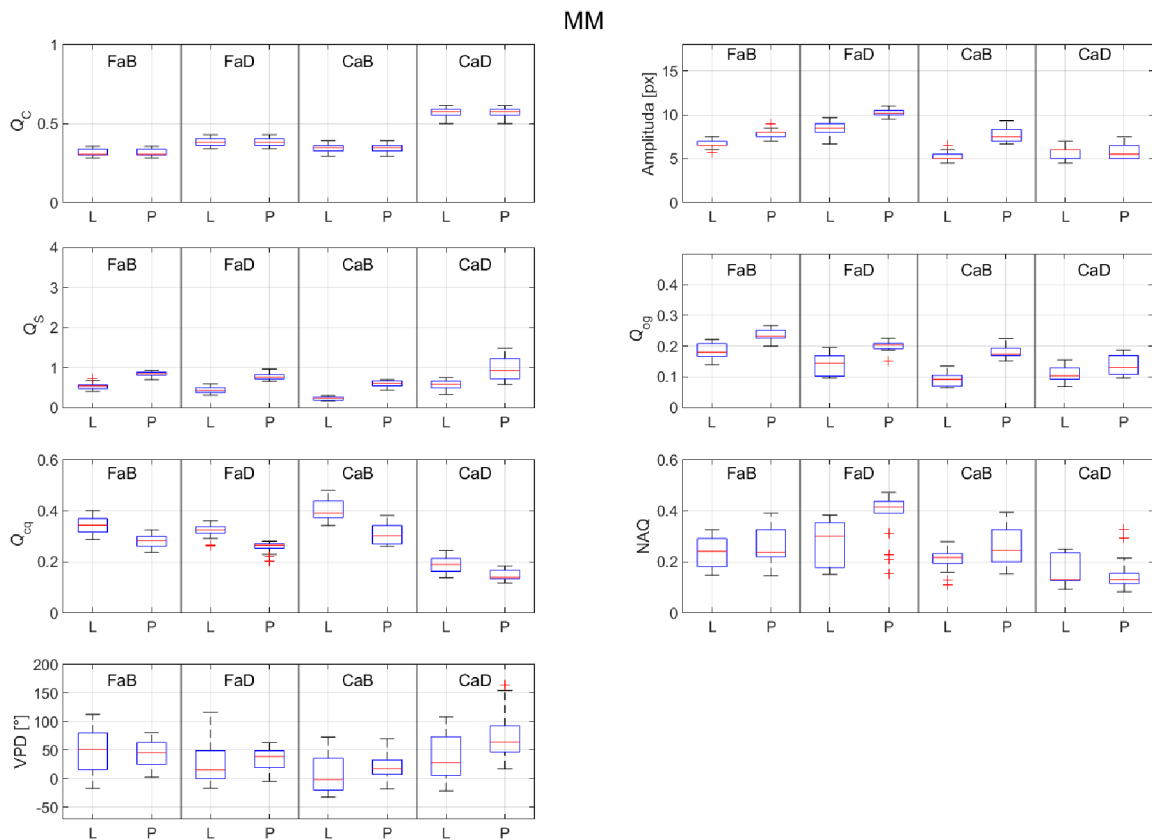 MM
FaB FaD CaB CaD
1
0.5
0
Q_C
L P L P L P L P
FaB FaD CaB CaD
15
10
5
0
Amplituda [px]
L P L P L P L P
FaB FaD CaB CaD
4
3
2
1
0
Q_S
L P L P L P L P
FaB FaD CaB CaD
0.4
0.3
0.2
0.1
0
Q_og
L P L P L P L P
FaB FaD CaB CaD
0.6
0.4
0.2
0
Q_cq
L P L P L P L P
FaB FaD CaB CaD
0.6
0.4
0.2
0
NAQ
L P L P L P L P
FaB FaD CaB CaD
200
150
100
50
0
-50
VPD [°]
L P L P L P L P